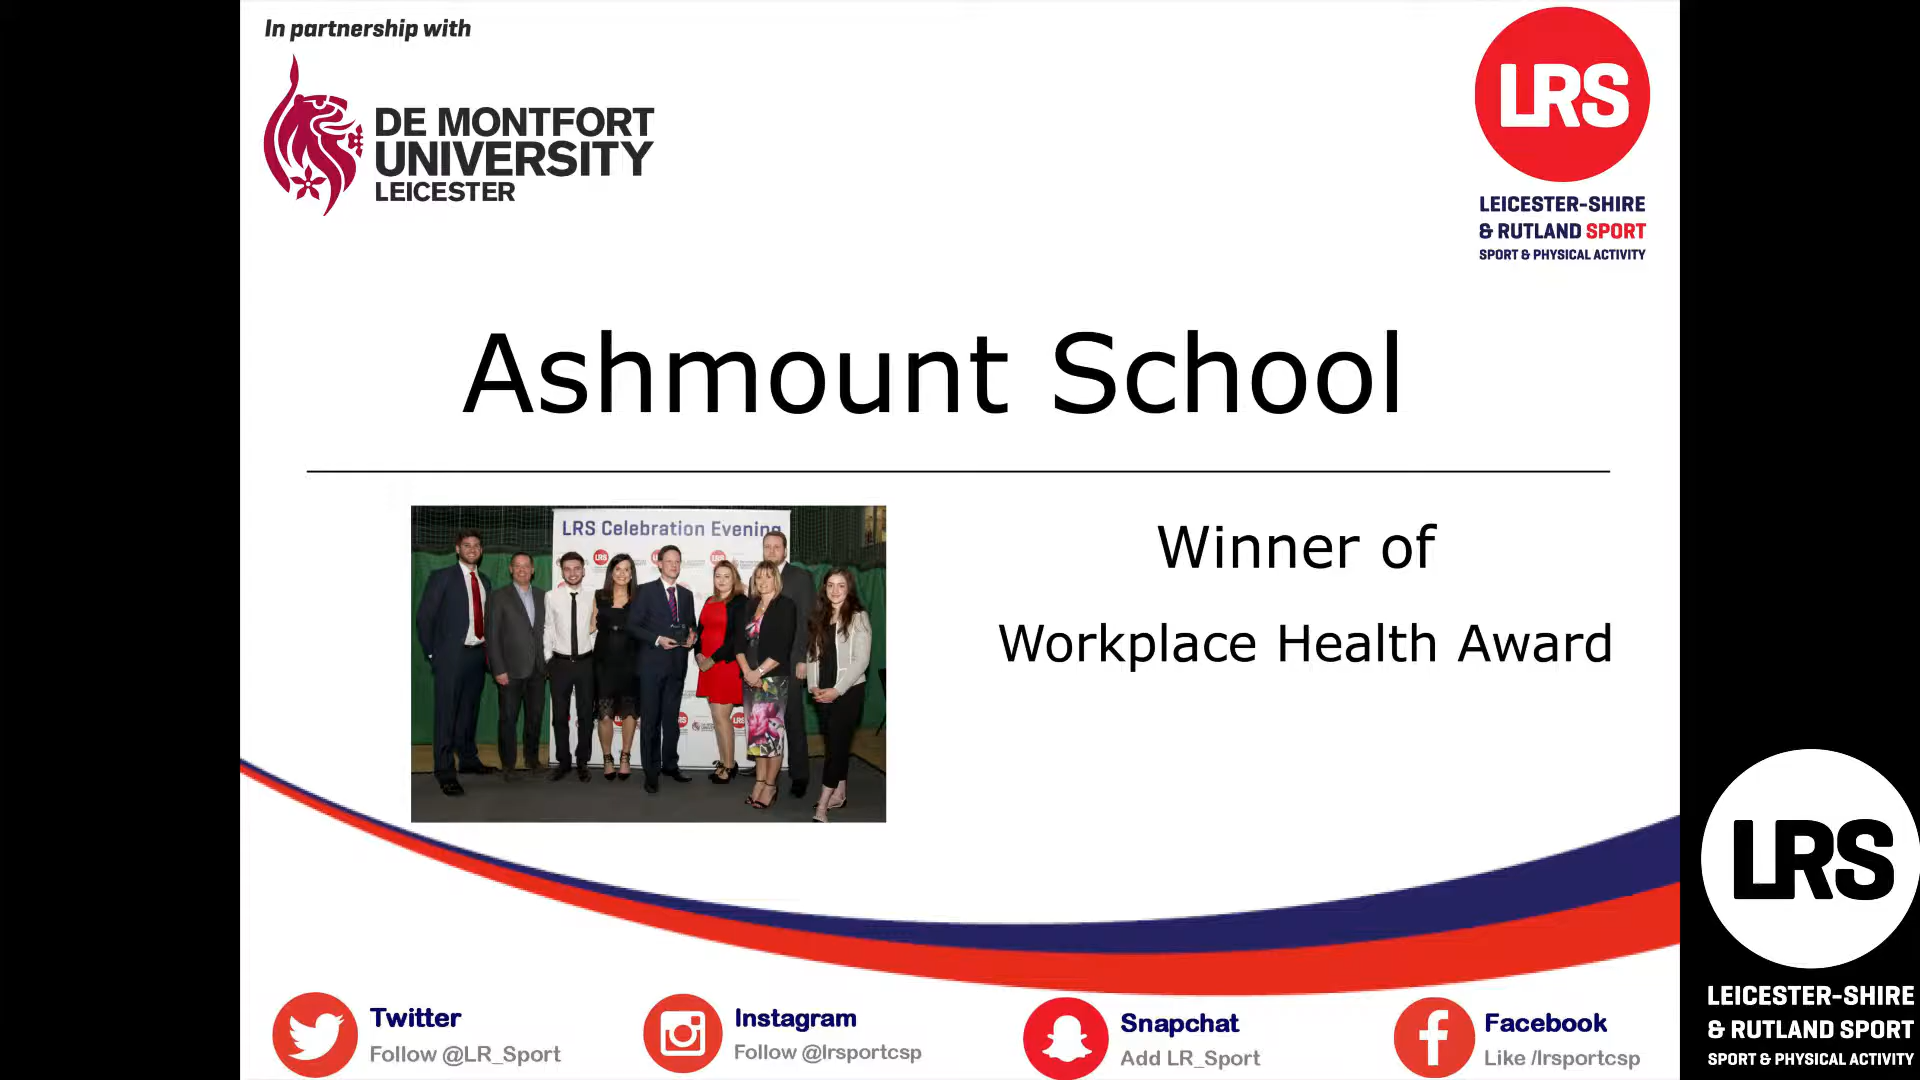 In partnership with
DE MONTFORT
UNIVERSITY
LEICESTER
LRS
LEICESTER-SHIRE
& RUTLAND SPORT
SPORT & PHYSICAL ACTIVITY
Ashmount School
LRS Celebration Evening
Winner of
Workplace Health Award
Twitter
Follow @LR_Sport
Instagram
Follow @lrsportcsp
Snapchat
Add LR_Sport
Facebook
Like /lrsportcsp
LRS
LEICESTER-SHIRE
& RUTLAND SPORT
SPORT & PHYSICAL ACTIVITY